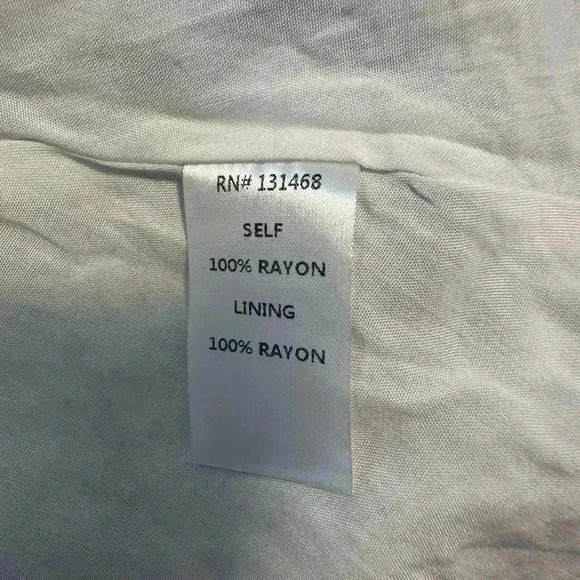 RN# 131468
SELF
100% RAYON
LINING
100% RAYON